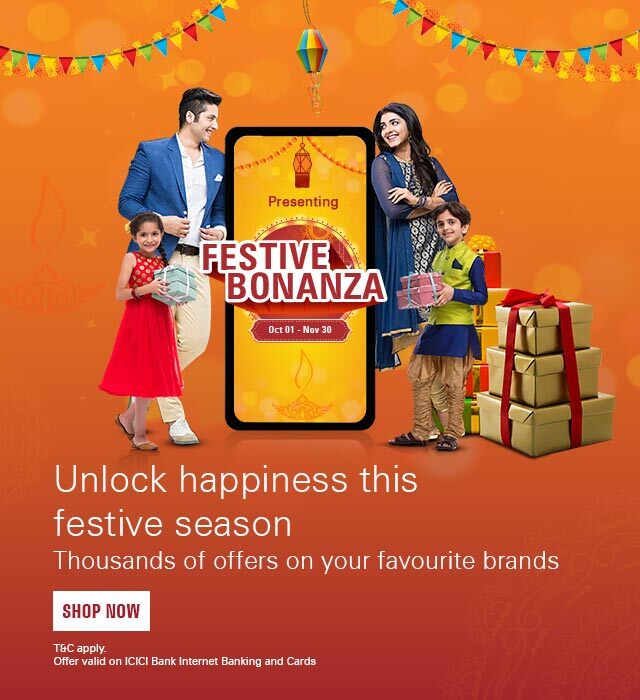 Presenting
FESTIVE
BONANZA
Oct 01 - Nov 30
Unlock happiness this
festive season
Thousands of offers on your favourite brands
SHOP NOW
T&C apply.
Offer valid on ICICI Bank Internet Banking and Cards